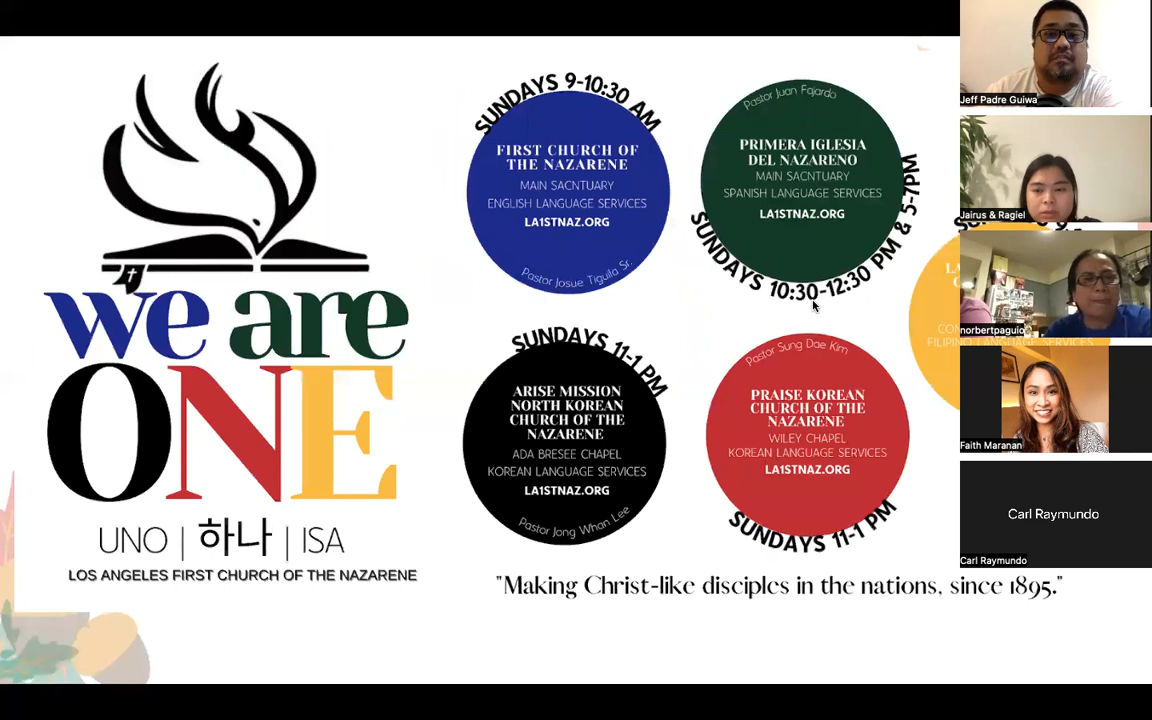 we are
ONE
UNO | 하나 | ISA
LOS ANGELES FIRST CHURCH OF THE NAZARENE
SUNDAYS 9-10:30 AM
FIRST CHURCH OF
THE NAZARENE
MAIN SACNTUARY
ENGLISH LANGUAGE SERVICES
LA1STNAZ.ORG
Pastor Josue Tiguila Sr.
Pastor Juan Fajardo
PRIMERA IGLESIA
DEL NAZARENO
MAIN SACNTUARY
SPANISH LANGUAGE SERVICES
LA1STNAZ.ORG
SUNDAYS 10:30-12:30 PM & 5-7PM
SUNDAYS 11-1 PM
ARISE MISSION
NORTH KOREAN
CHURCH OF THE
NAZARENE
ADA BRESEE CHAPEL
KOREAN LANGUAGE SERVICES
LA1STNAZ.ORG
Pastor Jong Whan Lee
Pastor Sung Dae Kim
PRAISE KOREAN
CHURCH OF THE
NAZARENE
WILEY CHAPEL
KOREAN LANGUAGE SERVICES
LA1STNAZ.ORG
SUNDAYS 11-1 PM
FILIPINO LANGUAGE SERVICES
"Making Christ-like disciples in the nations, since 1895."
Jeff Padre Guiwa
Jairus & Ragiel
norbertpaguio
Faith Maranan
Carl Raymundo
Carl Raymundo